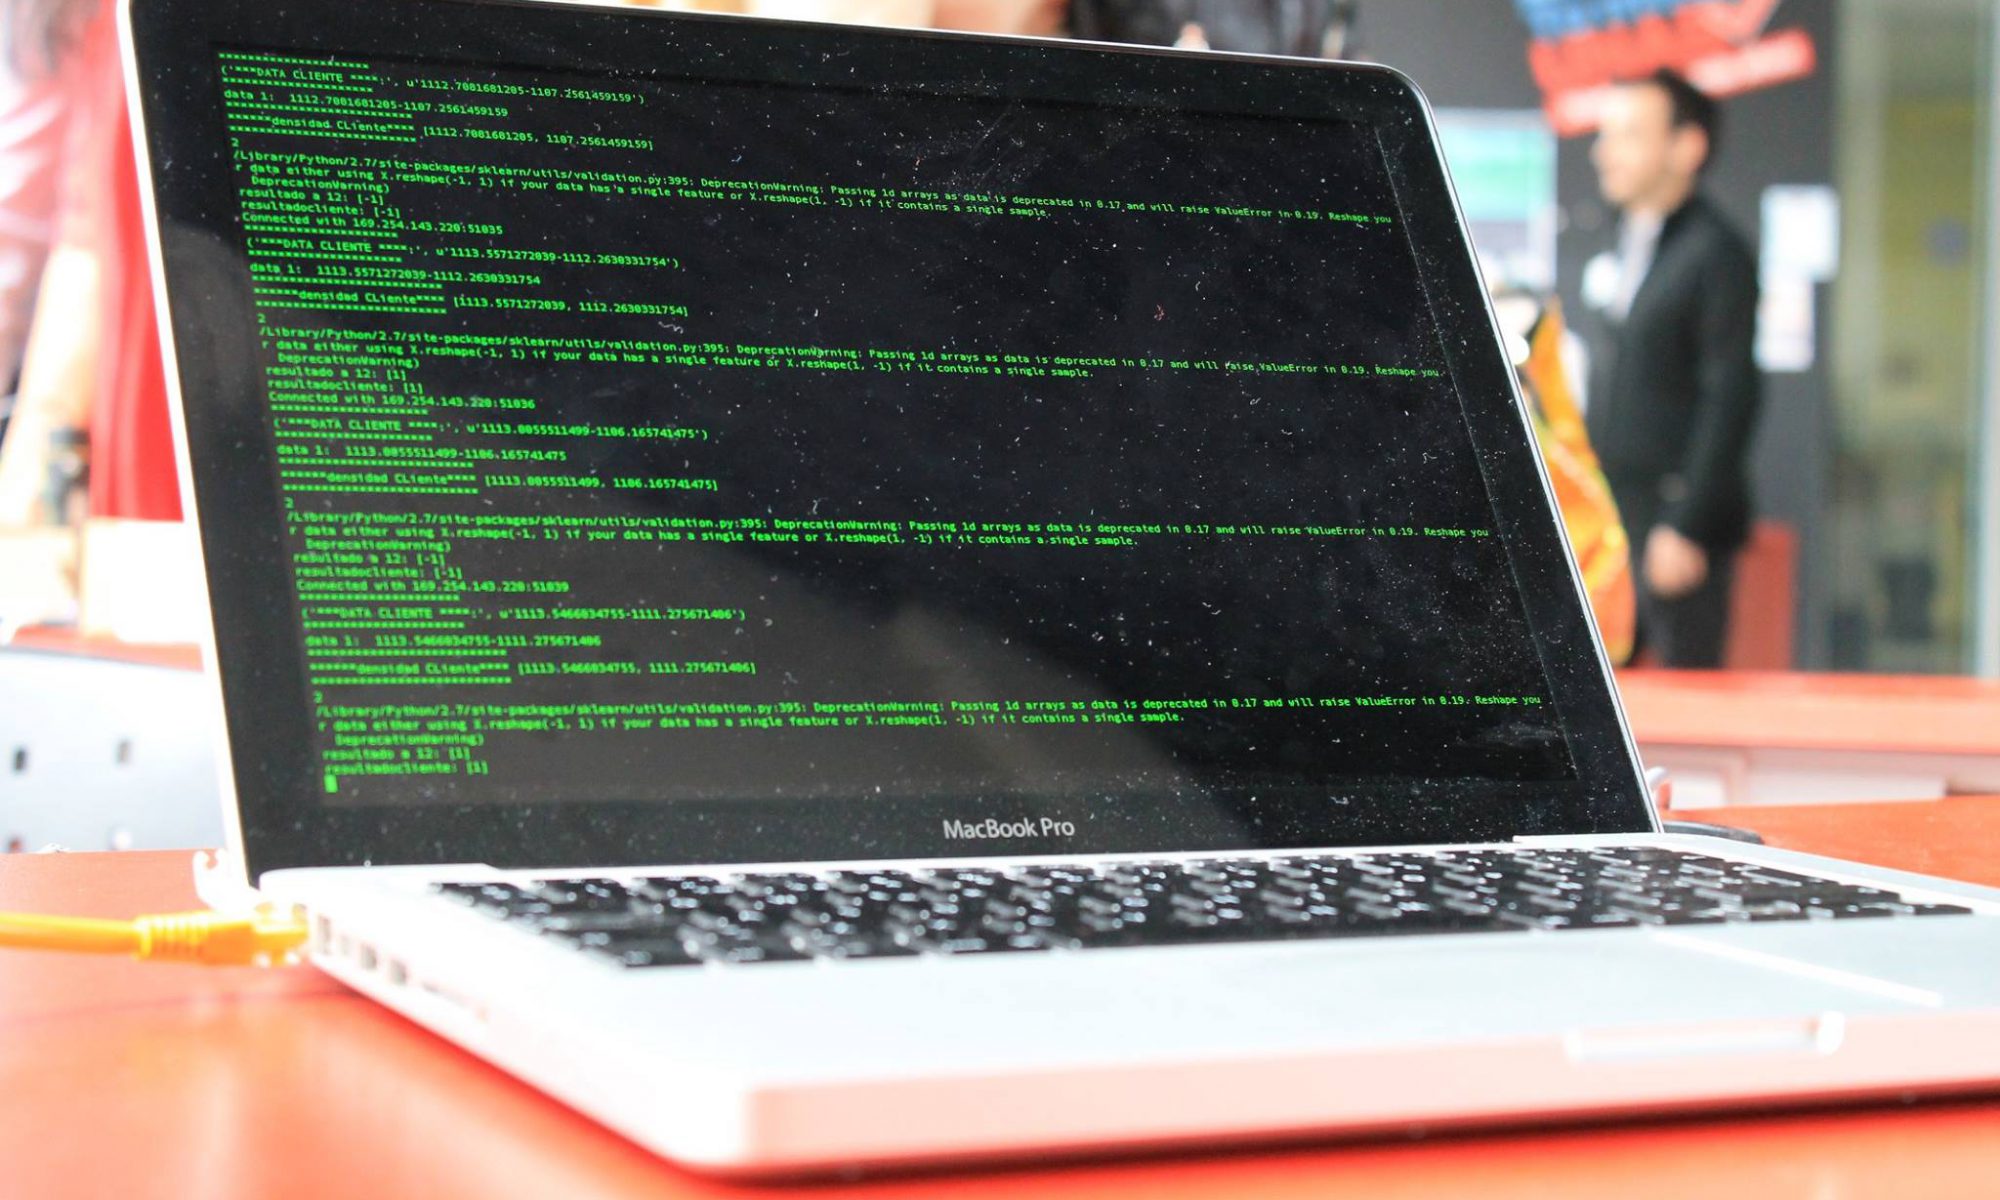 *********************
('***DATA CLIENTE ****:', u'1112.7081681205-1107.2561459159')
*********************
data 1:  1112.7081681205-1107.2561459159
**************************
******densidad CLiente**** [1112.7081681205, 1107.2561459159]
**************************
2
/Library/Python/2.7/site-packages/sklearn/utils/validation.py:395: DeprecationWarning: Passing 1d arrays as data is deprecated in 0.17 and will raise ValueError in 0.19. Reshape you
r data either using X.reshape(-1, 1) if your data has a single feature or X.reshape(1, -1) if it contains a single sample.
DeprecationWarning)
resultado a 12: [-1]
resultadocliente: [-1]
Connected with 169.254.143.220:51035
*********************
('***DATA CLIENTE ****:', u'1113.5571272039-1112.2630331754')
*********************
data 1:  1113.5571272039-1112.2630331754
**************************
******densidad CLiente**** [1113.5571272039, 1112.2630331754]
**************************
2
/Library/Python/2.7/site-packages/sklearn/utils/validation.py:395: DeprecationWarning: Passing 1d arrays as data is deprecated in 0.17 and will raise ValueError in 0.19. Reshape you
r data either using X.reshape(-1, 1) if your data has a single feature or X.reshape(1, -1) if it contains a single sample.
DeprecationWarning)
resultado a 12: [1]
resultadocliente: [1]
Connected with 169.254.143.220:51036
*********************
('***DATA CLIENTE ****:', u'1113.0055511499-1106.165741475')
*********************
data 1:  1113.0055511499-1106.165741475
**************************
******densidad CLiente**** [1113.0055511499, 1106.165741475]
**************************
2
/Library/Python/2.7/site-packages/sklearn/utils/validation.py:395: DeprecationWarning: Passing 1d arrays as data is deprecated in 0.17 and will raise ValueError in 0.19. Reshape you
r data either using X.reshape(-1, 1) if your data has a single feature or X.reshape(1, -1) if it contains a single sample.
DeprecationWarning)
resultado a 12: [-1]
resultadocliente: [-1]
Connected with 169.254.143.220:51039
*********************
('***DATA CLIENTE ****:', u'1113.5466034755-1111.275671406')
*********************
data 1:  1113.5466034755-1111.275671406
**************************
******densidad CLiente**** [1113.5466034755, 1111.275671406]
**************************
2
/Library/Python/2.7/site-packages/sklearn/utils/validation.py:395: DeprecationWarning: Passing 1d arrays as data is deprecated in 0.17 and will raise ValueError in 0.19. Reshape you
r data either using X.reshape(-1, 1) if your data has a single feature or X.reshape(1, -1) if it contains a single sample.
DeprecationWarning)
resultado a 12: [1]
resultadocliente: [1]
MacBook Pro